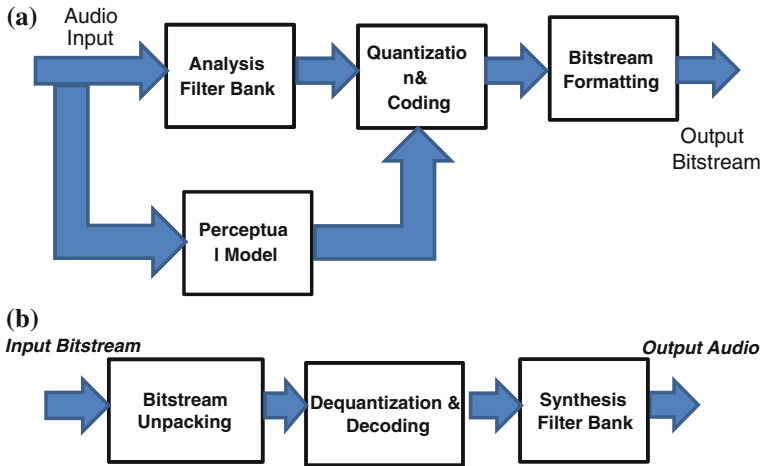 (a)
Audio
Input
Analysis
Filter Bank
Quantizatio
n&
Coding
Bitstream
Formatting
Output
Bitstream
Perceptua
l Model
(b)
Input Bitstream
Output Audio
Bitstream
Unpacking
Dequantization &
Decoding
Synthesis
Filter Bank